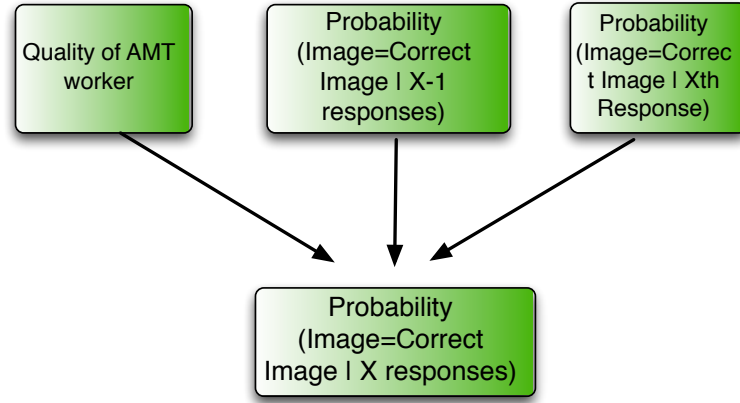 Quality of AMT
worker
Probability
(Image=Correct
Image | X-1
responses)
Probability
(Image=Correc
t Image | Xth
Response)
Probability
(Image=Correct
Image | X responses)